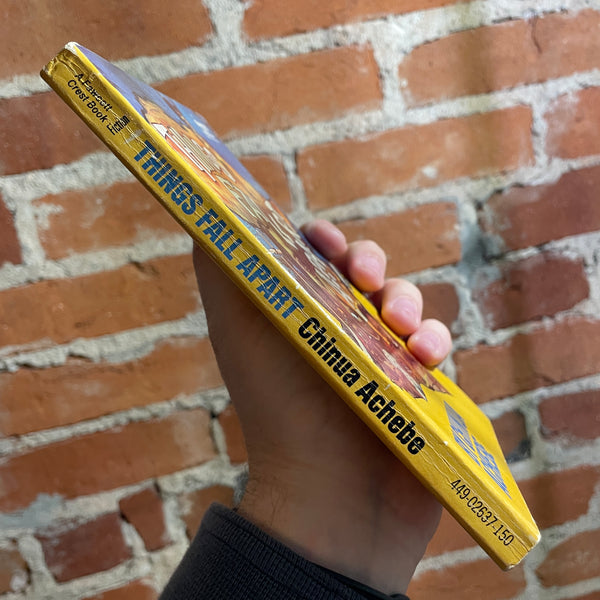 A Fawcett
Crest Book
Fiction
THINGS FALL APART Chinua Achebe
449-02637-150